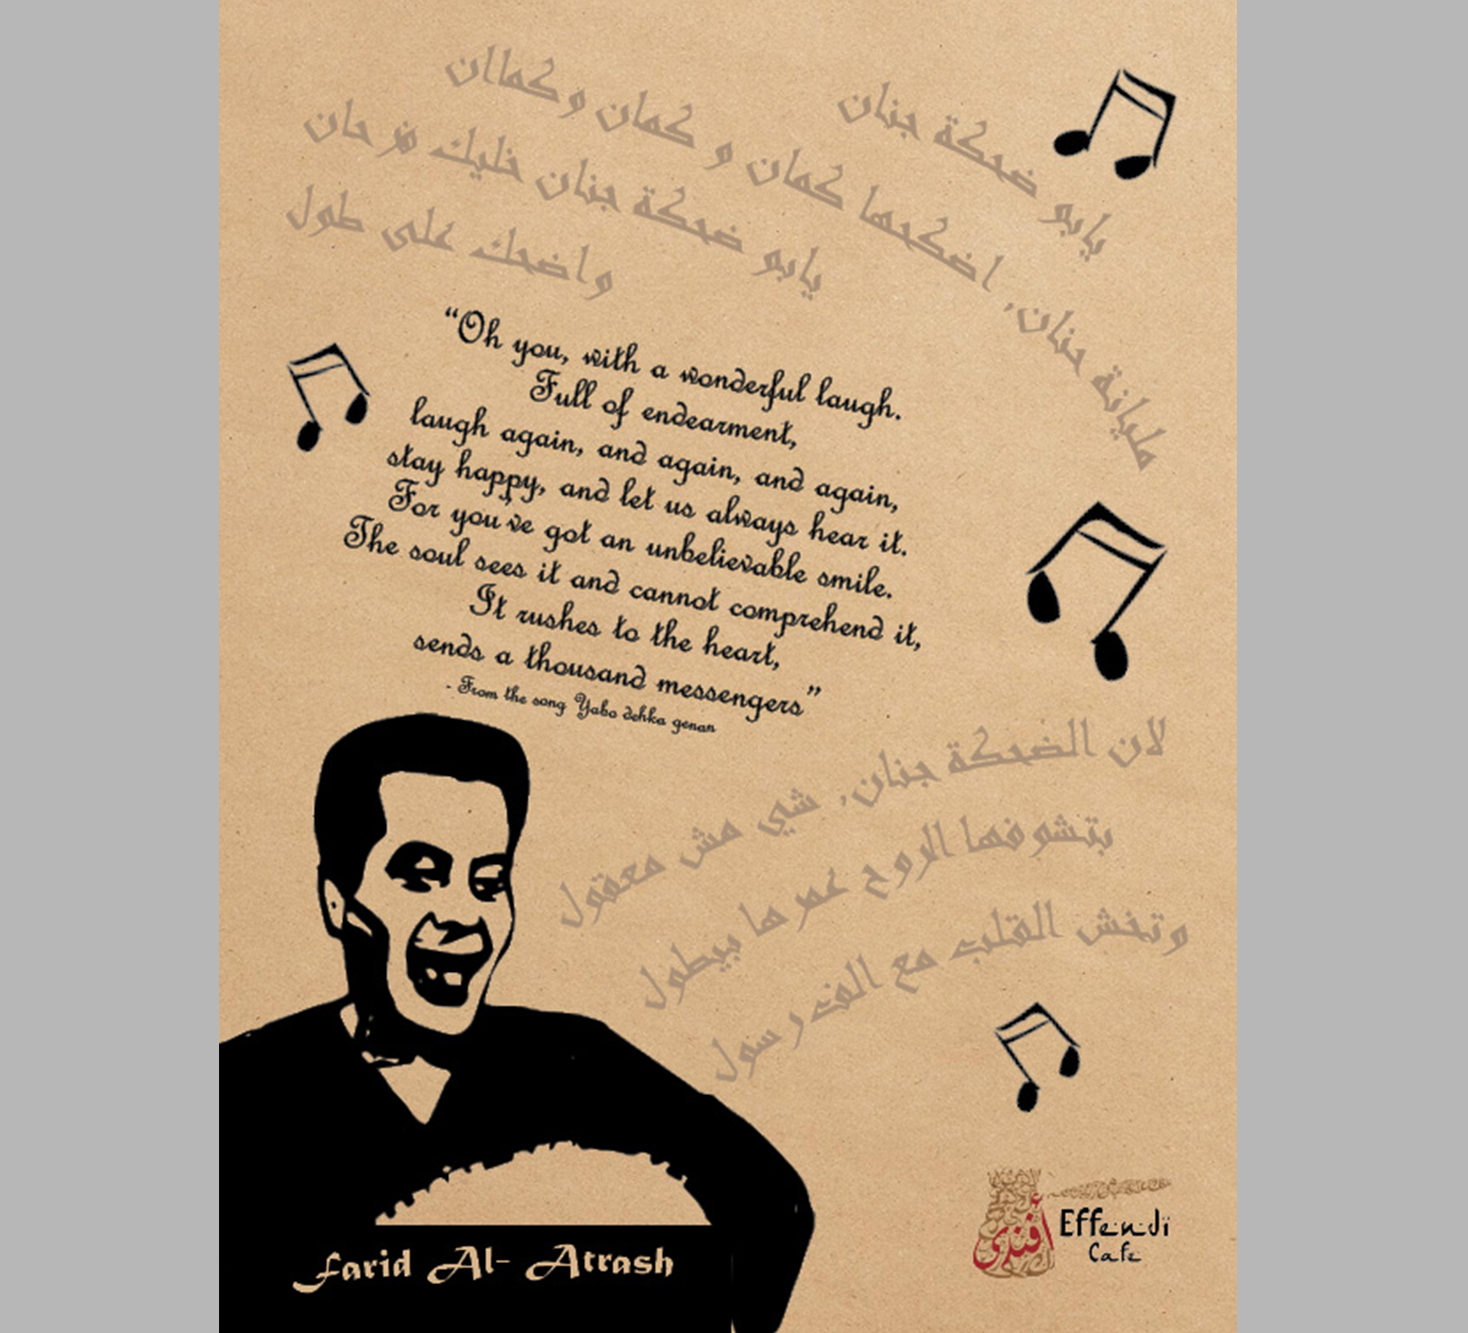 يابو ضحكة جنان
مليانة حنان، اضحكها كمان و كمان وكماان
يابو ضحكة جنان خليك فرحان
واضحك على طول
“Oh you, with a wonderful laugh.
Full of endearment,
laugh again, and again, and again,
stay happy, and let us always hear it.
For you've got an unbelievable smile.
The soul sees it and cannot comprehend it,
It rushes to the heart,
sends a thousand messengers”
- From the song Yabo dehka genan
لان الضحكة جنان، شي مش معقول
بتشوفها الروح عمرها بيطول
وتخش القلب مع الف رسول
Farid Al- Atrash
أفندي
Effendi
Cafe